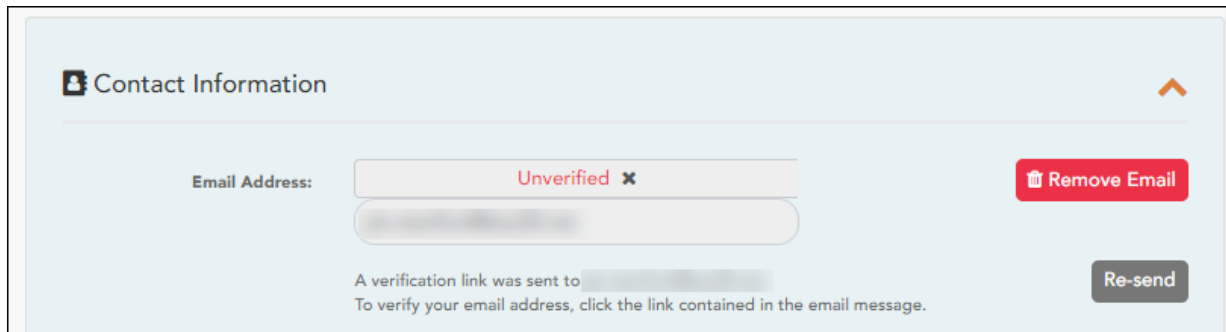 Contact Information
Email Address:
Unverified ✖
Remove Email
A verification link was sent to
Re-send
To verify your email address, click the link contained in the email message.